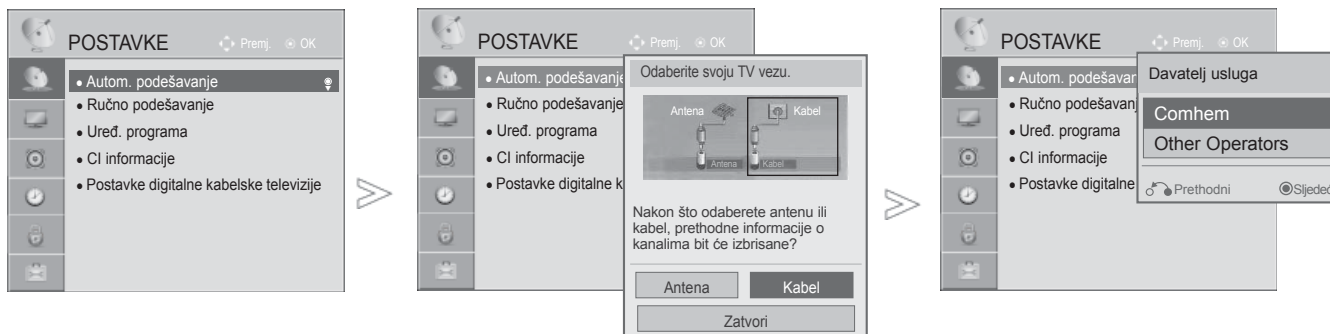 POSTAVKE
Premj. OK
• Autom. podešavanje
• Ručno podešavanje
• Uređ. programa
• CI informacije
• Postavke digitalne kabelske televizije
POSTAVKE
Premj. OK
• Autom. podešavanje
• Ručno podešavanje
• Uređ. programa
• CI informacije
• Postavke digitalne k
Odaberite svoju TV vezu.
Antena Kabel
Antena Kabel
Nakon što odaberete antenu ili
kabel, prethodne informacije o
kanalima bit će izbrisane?
Antena Kabel
Zatvori
POSTAVKE
Premj. OK
• Autom. podešavan
• Ručno podešavanj
• Uređ. programa
• CI informacije
• Postavke digitalne
Davatelj usluga
Comhem
Other Operators
Prethodni Sljedeć